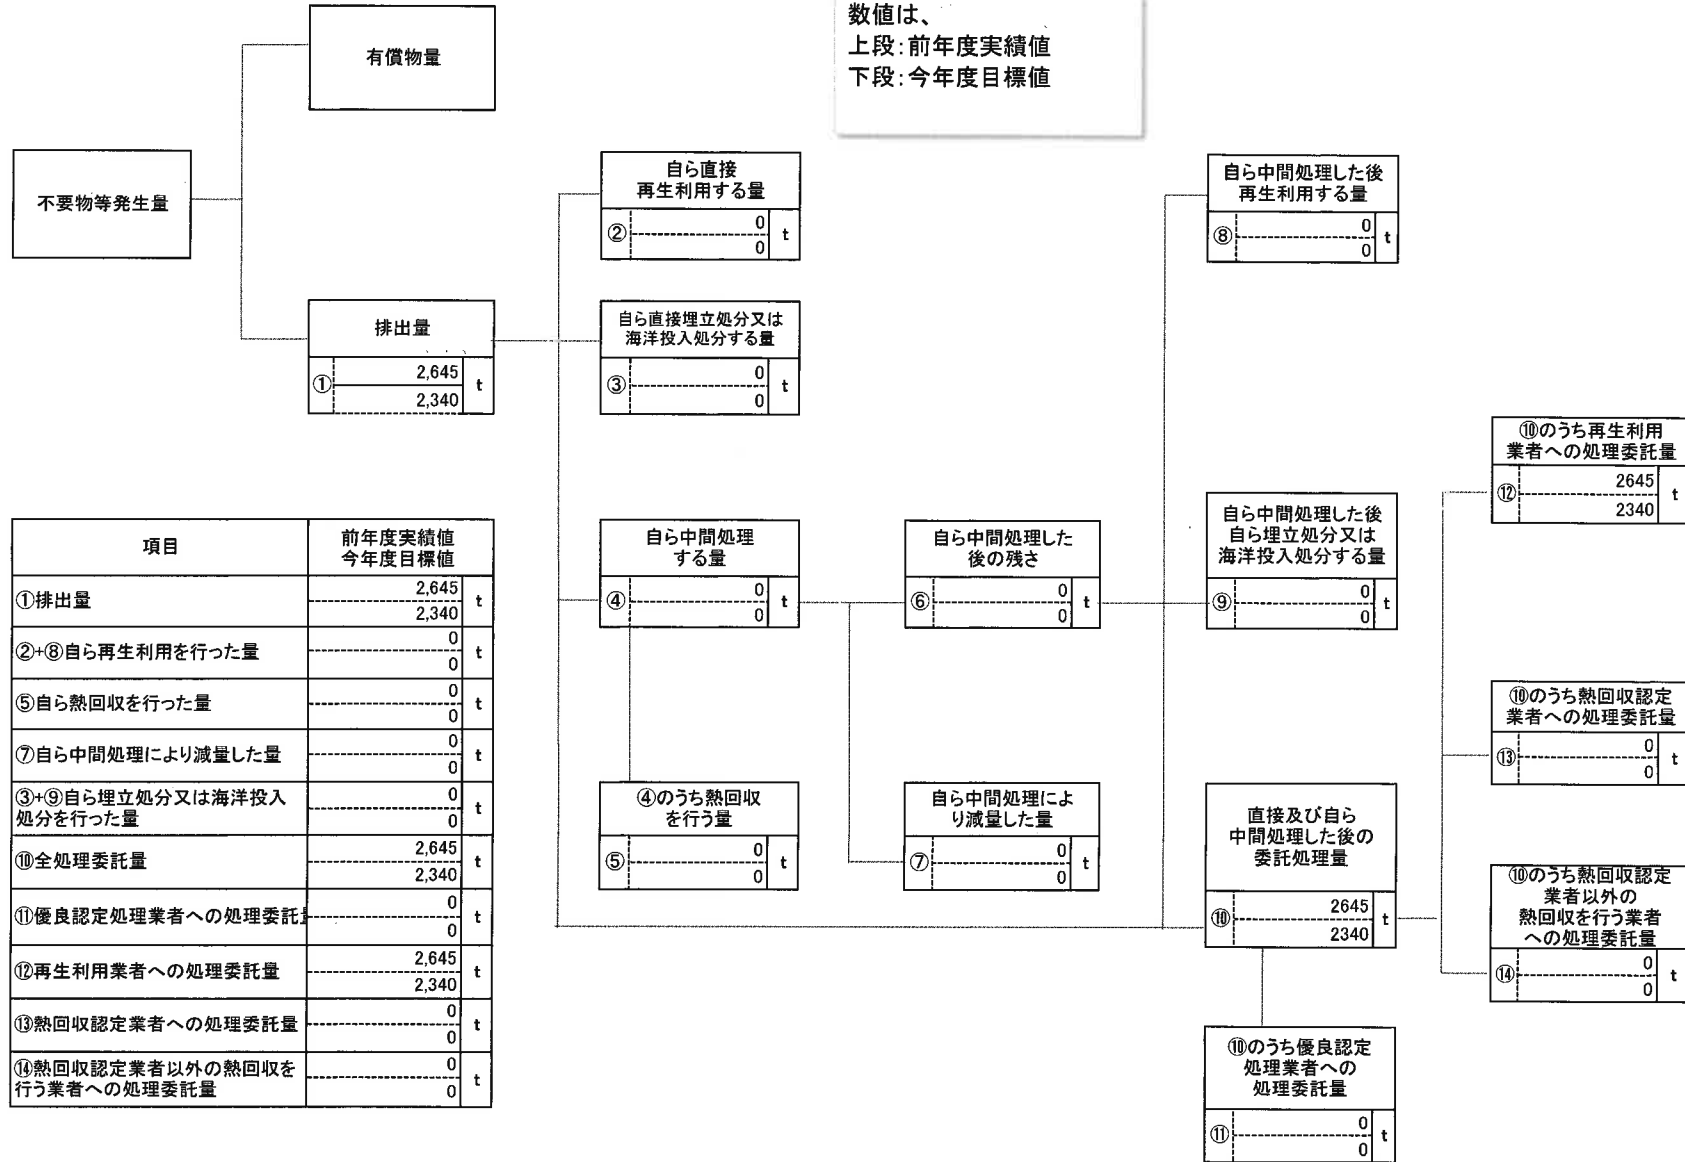 数値は、
上段:前年度実績値
下段:今年度目標値
有償物量
不要物等発生量
排出量
① 2,645 t
2,340
自ら直接
再生利用する量
② 0 t
0
自ら直接埋立処分又は
海洋投入処分する量
③ 0 t
0
自ら中間処理
する量
④ 0 t
0
④のうち熱回収
を行う量
⑤ 0 t
0
自ら中間処理した
後の残さ
⑥ 0 t
0
自ら中間処理によ
り減量した量
⑦ 0 t
0
自ら中間処理した後
再生利用する量
⑧ 0 t
0
自ら中間処理した後
自ら埋立処分又は
海洋投入処分する量
⑨ 0 t
0
直接及び自ら
中間処理した後の
委託処理量
⑩ 2645 t
2340
⑩のうち優良認定
処理業者への
処理委託量
⑪ 0 t
0
⑩のうち再生利用
業者への処理委託量
⑫ 2645 t
2340
⑩のうち熱回収認定
業者への処理委託量
⑬ 0 t
0
⑩のうち熱回収認定
業者以外の
熱回収を行う業者
への処理委託量
⑭ 0 t
0
項目 前年度実績値
今年度目標値
①排出量 2,645 t
2,340
②+⑧自ら再生利用を行った量 0 t
0
⑤自ら熱回収を行った量 0 t
0
⑦自ら中間処理により減量した量 0 t
0
③+⑨自ら埋立処分又は海洋投入
処分を行った量 0 t
0
⑩全処理委託量 2,645 t
2,340
⑪優良認定処理業者への処理委託量 0 t
0
⑫再生利用業者への処理委託量 2,645 t
2,340
⑬熱回収認定業者への処理委託量 0 t
0
⑭熱回収認定業者以外の熱回収を
行う業者への処理委託量 0 t
0